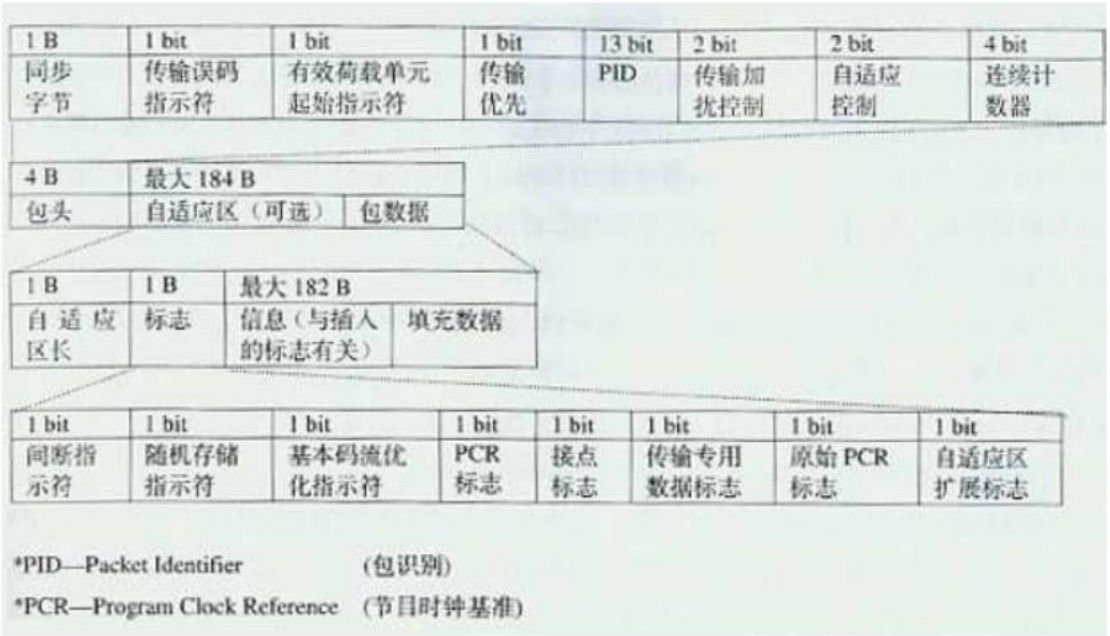 1 B 1 bit 1 bit 1 bit 13 bit 2 bit 2 bit 4 bit
同步 传输误码 有效荷载单元 传输 PID 传输加 自适应 连续计
字节 指示符 起始指示符 优先 扰控制 控制 数器
4 B 最大 184 B
包头 自适应区（可选） 包数据
1 B 1 B 最大 182 B
自 适 应 标志 信息（与插入 填充数据
区长 的标志有关）
1 bit 1 bit 1 bit 1 bit 1 bit 1 bit 1 bit 1 bit
间断指 随机存储 基本码流优 PCR 接点 传输专用 原始 PCR 自适应区
示符 指示符 化指示符 标志 标志 数据标志 标志 扩展标志
*PID—Packet Identifier (包识别)
*PCR—Program Clock Reference (节目时钟基准)